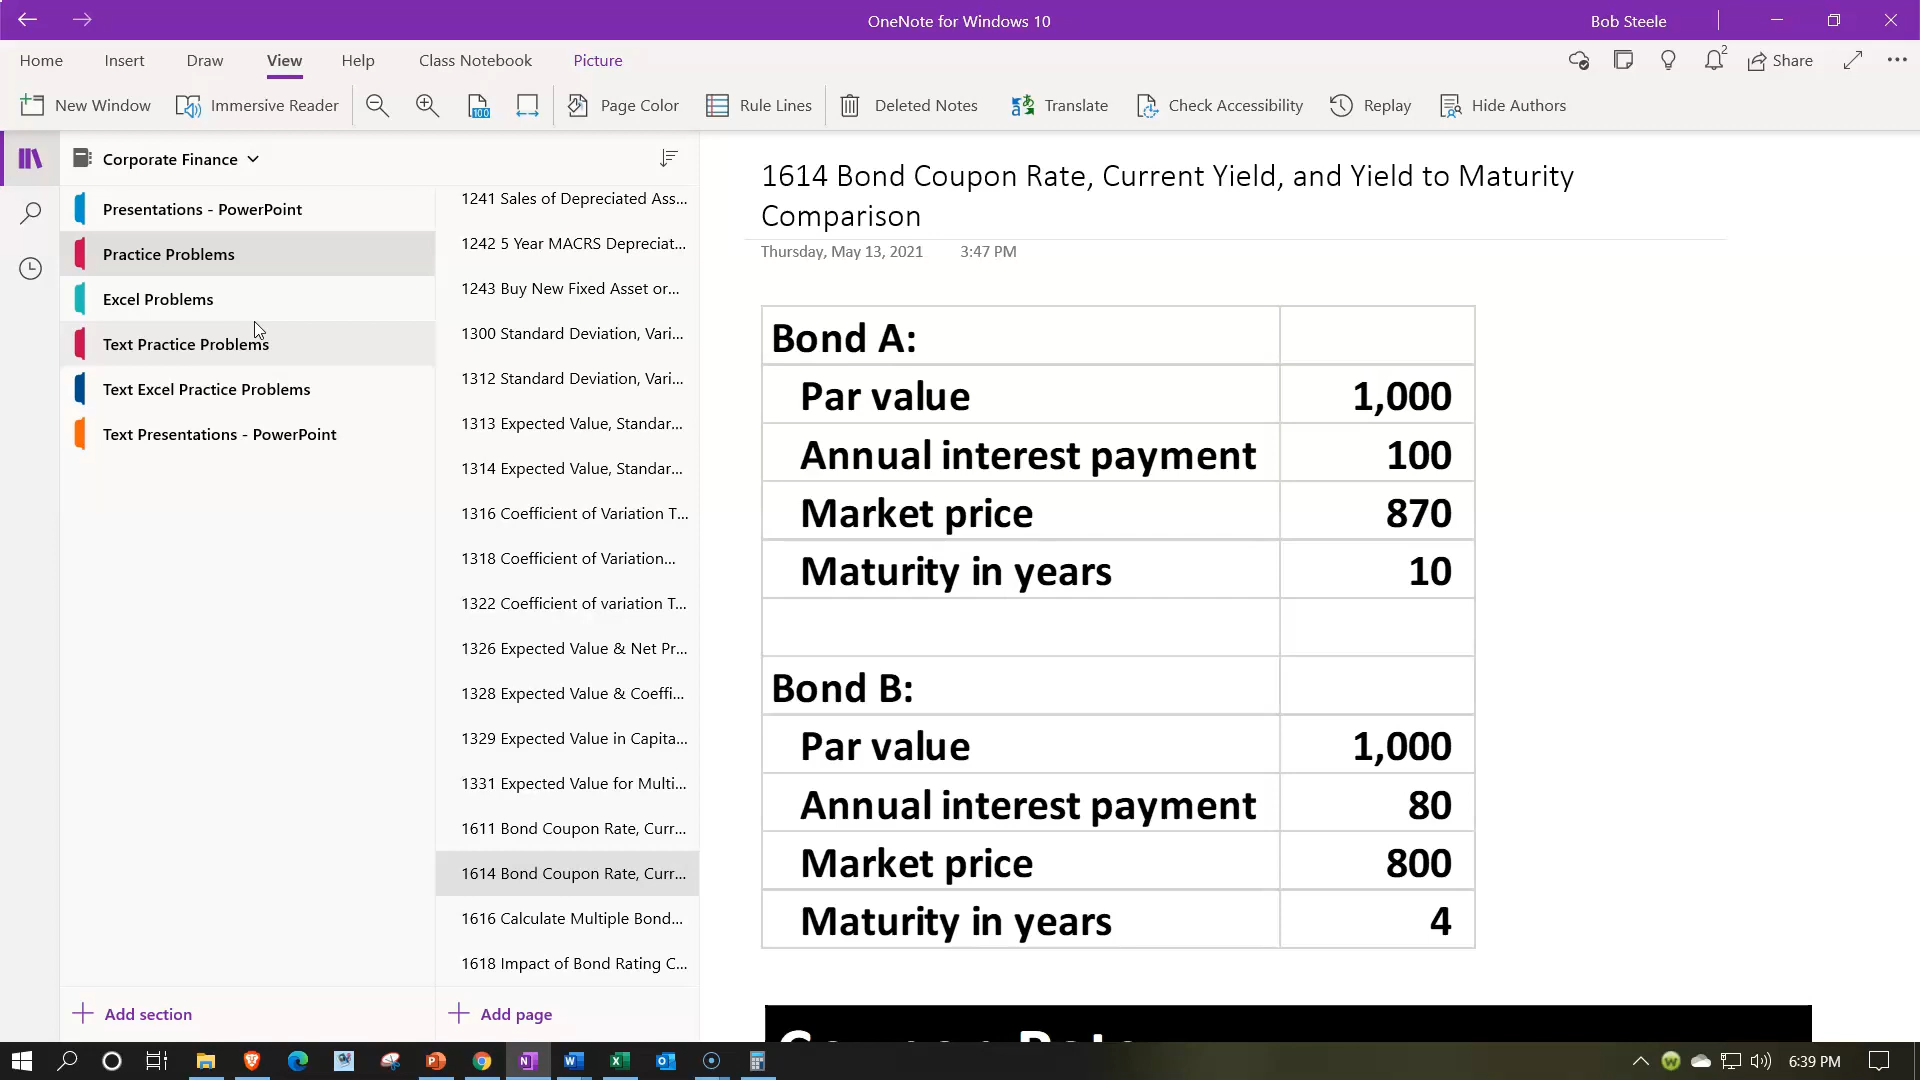 OneNote for Windows 10
Bob Steele
Home Insert Draw View Help Class Notebook Picture
2
Share
New Window Immersive Reader 100 Page Color Rule Lines Deleted Notes Translate Check Accessibility Replay Hide Authors
Corporate Finance
Presentations - PowerPoint
Practice Problems
Excel Problems
Text Practice Problems
Text Excel Practice Problems
Text Presentations - PowerPoint
Add section
1241 Sales of Depreciated Ass...
1242 5 Year MACRS Depreciat...
1243 Buy New Fixed Asset or...
1300 Standard Deviation, Vari...
1312 Standard Deviation, Vari...
1313 Expected Value, Standar...
1314 Expected Value, Standar...
1316 Coefficient of Variation T...
1318 Coefficient of Variation...
1322 Coefficient of variation T...
1326 Expected Value & Net Pr...
1328 Expected Value & Coeffi...
1329 Expected Value in Capita...
1331 Expected Value for Multi...
1611 Bond Coupon Rate, Curr...
1614 Bond Coupon Rate, Curr...
1616 Calculate Multiple Bond...
1618 Impact of Bond Rating C...
Add page
1614 Bond Coupon Rate, Current Yield, and Yield to Maturity
Comparison
Thursday, May 13, 2021 3:47 PM
Bond A:
Par value 1,000
Annual interest payment 100
Market price 870
Maturity in years 10
Bond B:
Par value 1,000
Annual interest payment 80
Market price 800
Maturity in years 4
Coupon Rate
6:39 PM